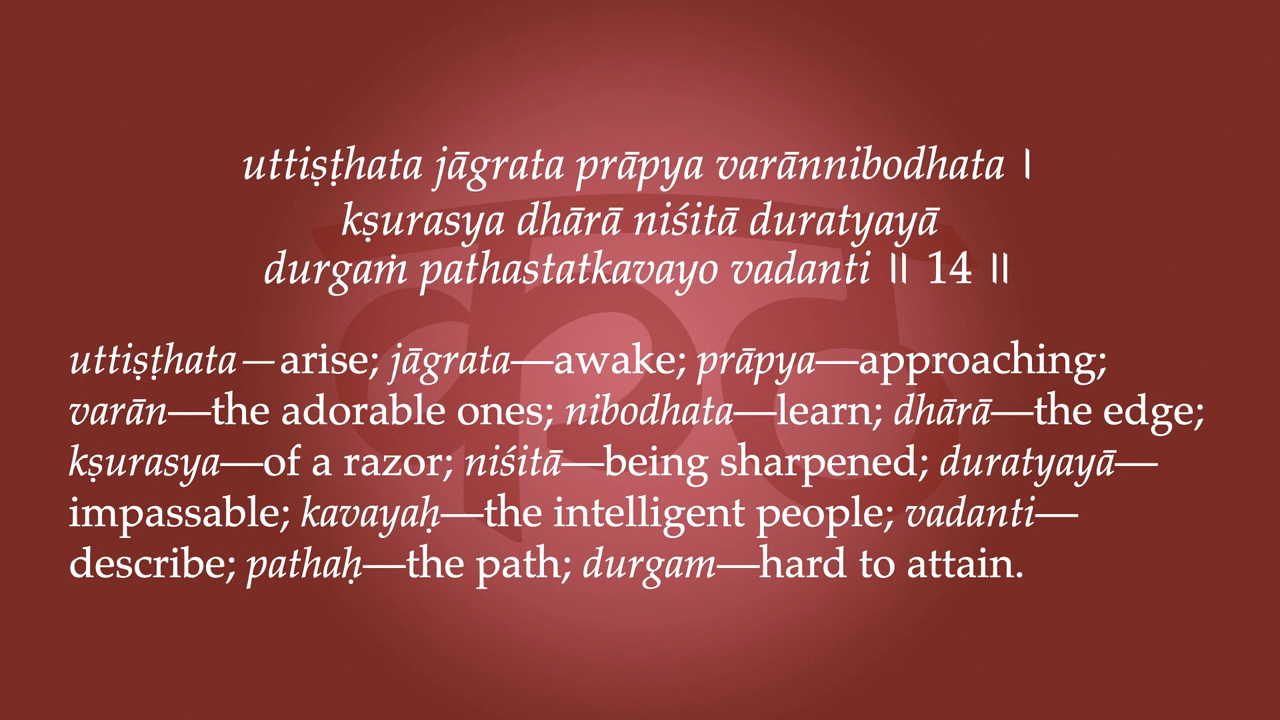 uttiṣṭhata jāgrata prāpya varānnibodhata ।
kṣurasya dhārā niśitā duratyayā
durgaṁ pathastatkavayo vadanti ॥ 14 ॥
uttiṣṭhata—arise; jāgrata—awake; prāpya—approaching;
varān—the adorable ones; nibodhata—learn; dhārā—the edge;
kṣurasya—of a razor; niśitā—being sharpened; duratyayā—
impassable; kavayaḥ—the intelligent people; vadanti—
describe; pathaḥ—the path; durgam—hard to attain.